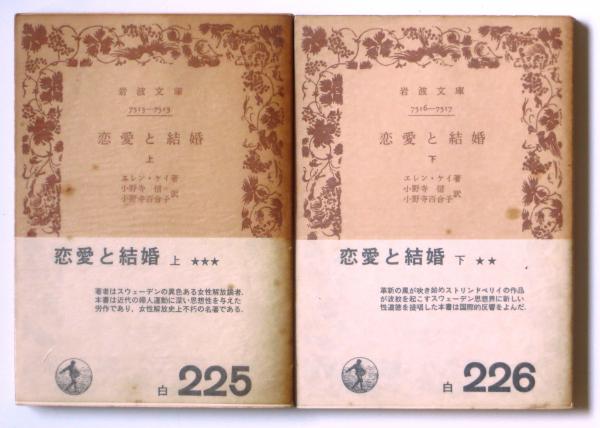 岩波文庫
7513—7515
恋愛と結婚
上
エレン・ケイ著
小野寺信
小野寺百合子訳
恋愛と結婚 上 ★★★
著者はスウェーデンの異色ある女性解放論者.
本書は近代の婦人運動に深い思想性を与えた
労作であり, 女性解放史上不朽の名著である.
白 225
岩波文庫
7516—7517
恋愛と結婚
下
エレン・ケイ著
小野寺信
小野寺百合子訳
恋愛と結婚 下 ★★
革新の風が吹き始めストリンドベリイの作品
が波紋を起こすスウェーデン思想界に新しい
性道徳を提唱した本書は国際的反響をよんだ.
白 226